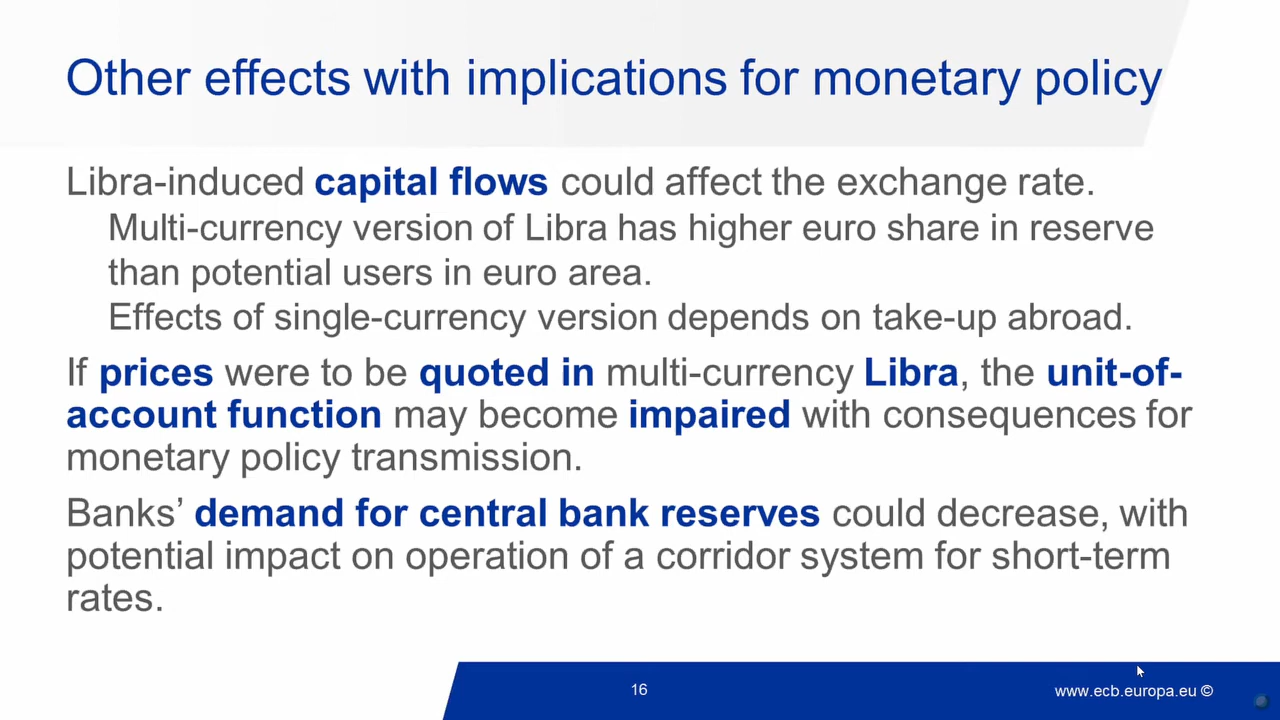 Other effects with implications for monetary policy
Libra-induced capital flows could affect the exchange rate.
Multi-currency version of Libra has higher euro share in reserve
than potential users in euro area.
Effects of single-currency version depends on take-up abroad.
If prices were to be quoted in multi-currency Libra, the unit-of-
account function may become impaired with consequences for
monetary policy transmission.
Banks’ demand for central bank reserves could decrease, with
potential impact on operation of a corridor system for short-term
rates.
16
www.ecb.europa.eu ©